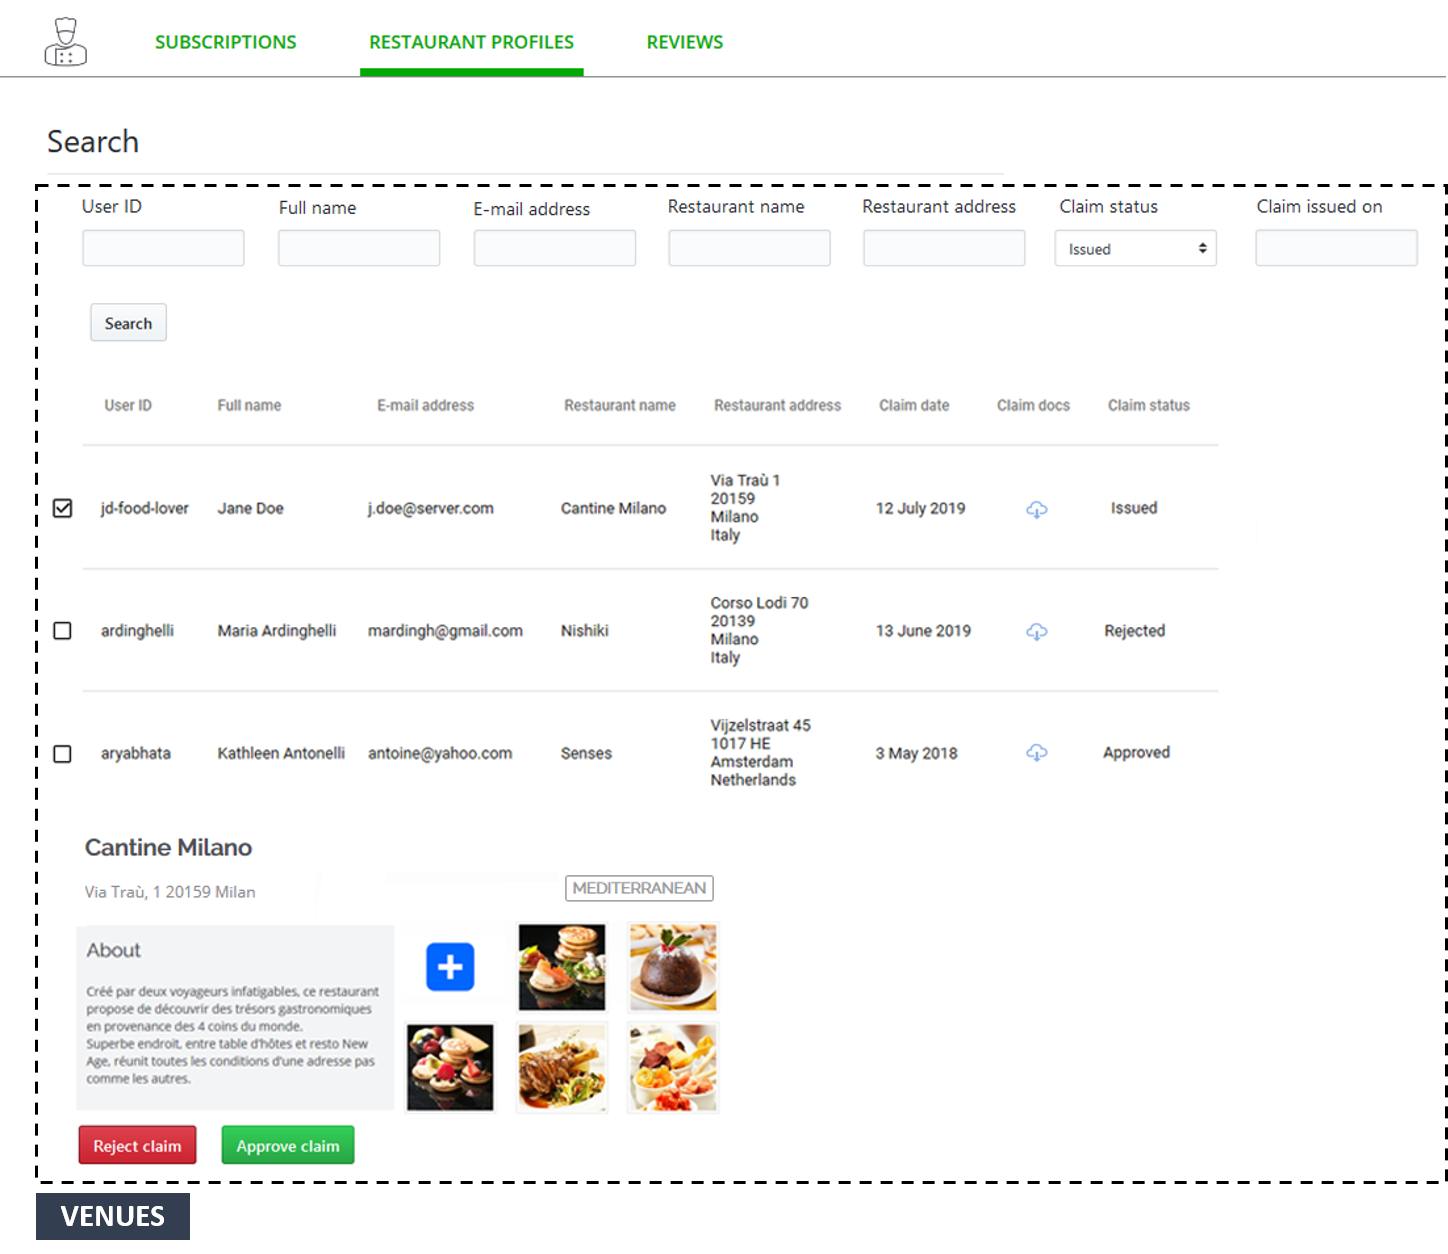 SUBSCRIPTIONS RESTAURANT PROFILES REVIEWS
Search
User ID Full name E-mail address Restaurant name Restaurant address Claim status Claim issued on
Issued
Search
User ID Full name E-mail address Restaurant name Restaurant address Claim date Claim docs Claim status
jd-food-lover Jane Doe j.doe@server.com Cantine Milano Via Traù 1 12 July 2019 Issued
20159
Milano
Italy
ardinghelli Maria Ardinghelli mardingh@gmail.com Nishiki Corso Lodi 70 13 June 2019 Rejected
20139
Milano
Italy
aryabhata Kathleen Antonelli antoine@yahoo.com Senses Vijzelstraat 45 3 May 2018 Approved
1017 HE
Amsterdam
Netherlands
Cantine Milano
Via Traù, 1 20159 Milan MEDITERRANEAN
About
Créé par deux voyageurs infatigables, ce restaurant
propose de découvrir des trésors gastronomiques
en provenance des 4 coins du monde.
Superbe endroit, entre table d'hôtes et resto New
Age, réunit toutes les conditions d'une adresse pas
comme les autres.
Reject claim Approve claim
VENUES